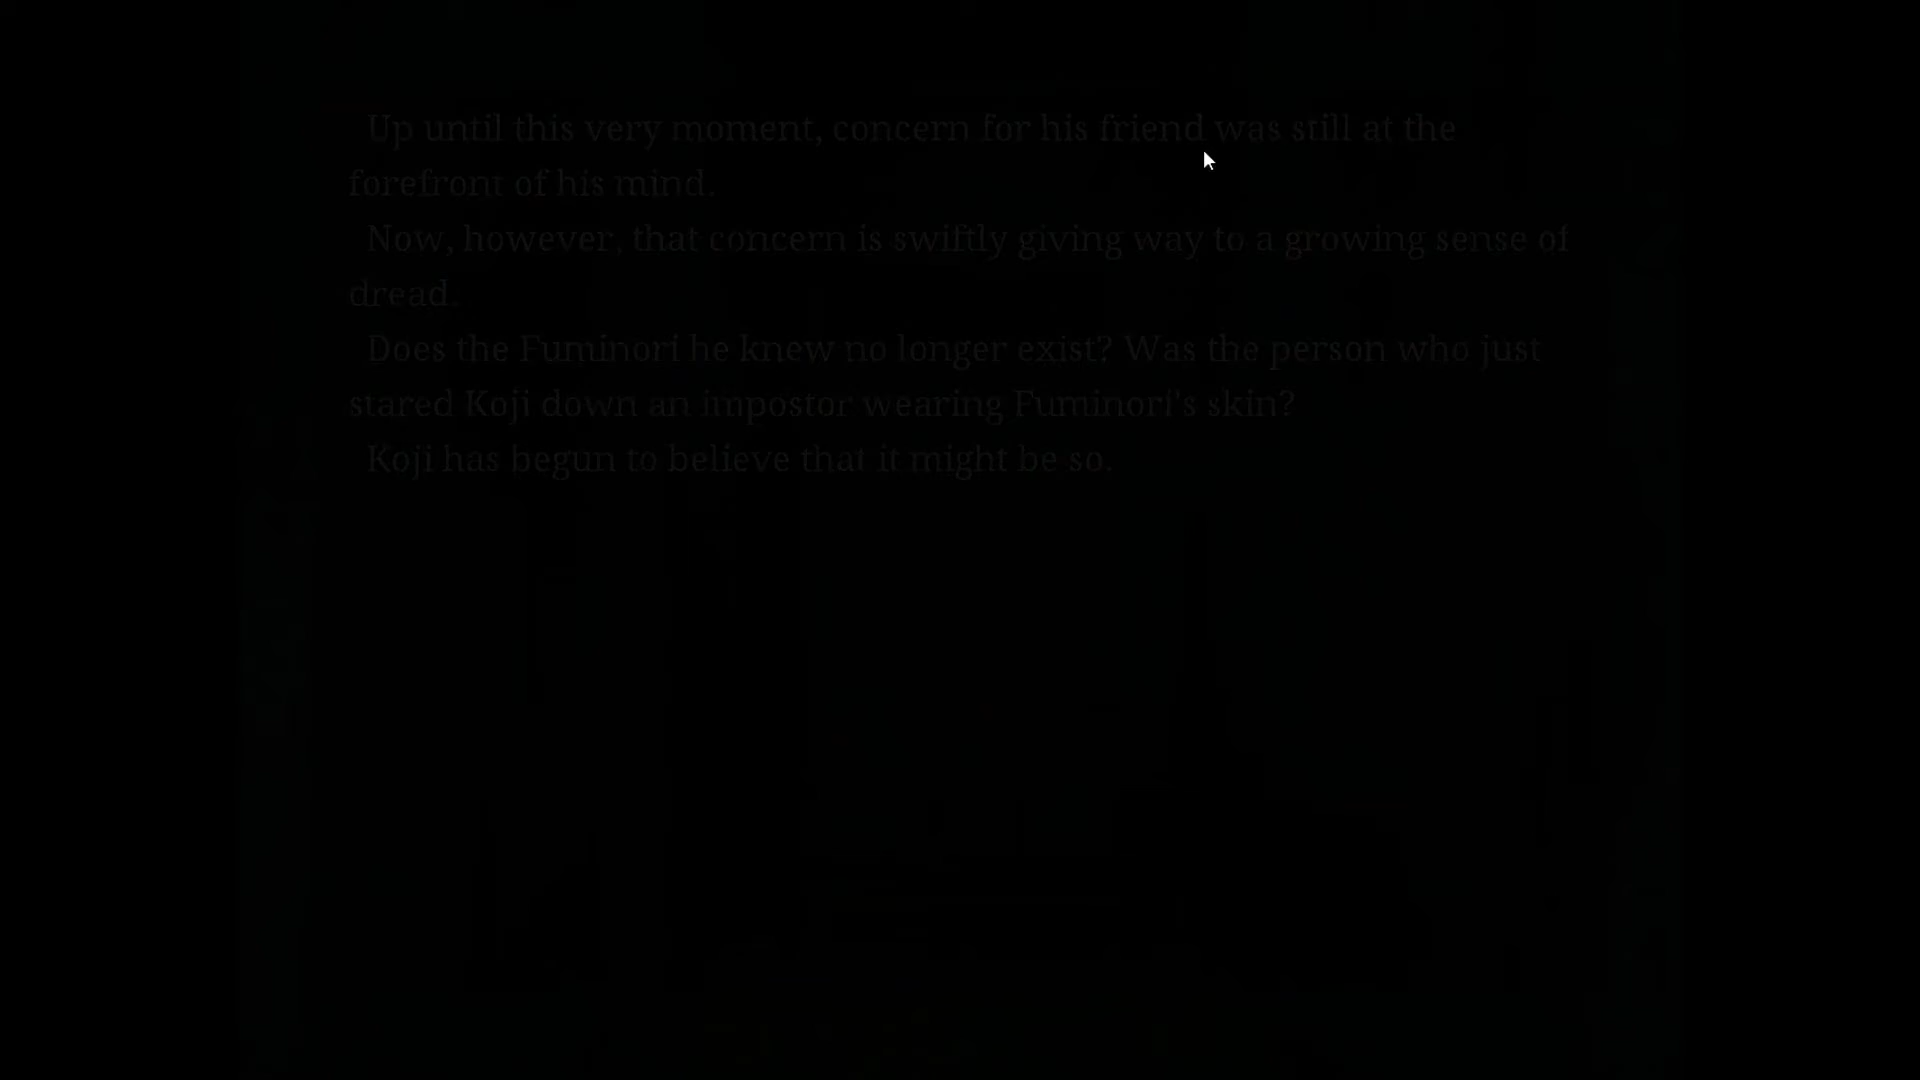 Up until this very moment, concern for his friend was still at the
forefront of his mind.
Now, however, that concern is swiftly giving way to a growing sense of
dread.
Does the Fuminori he knew no longer exist? Was the person who just
stared Koji down an impostor wearing Fuminori's skin?
Koji has begun to believe that it might be so.